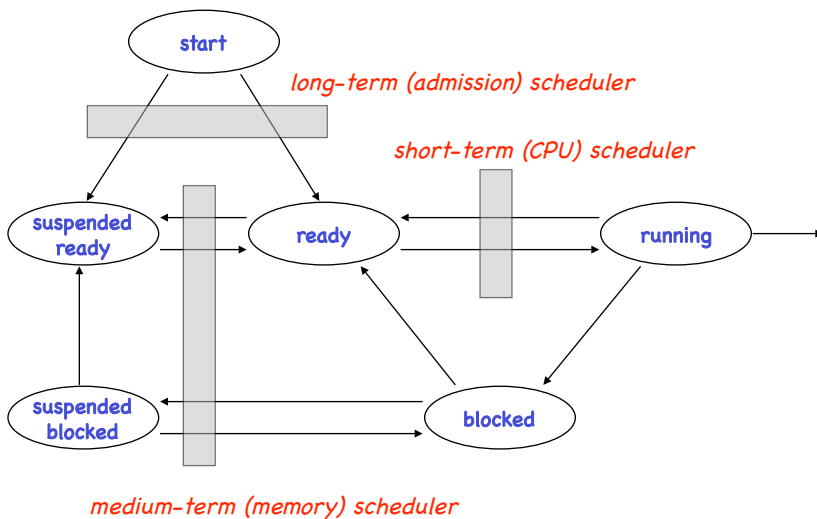 start
long-term (admission) scheduler
short-term (CPU) scheduler
suspended
ready
ready
running
suspended
blocked
blocked
medium-term (memory) scheduler